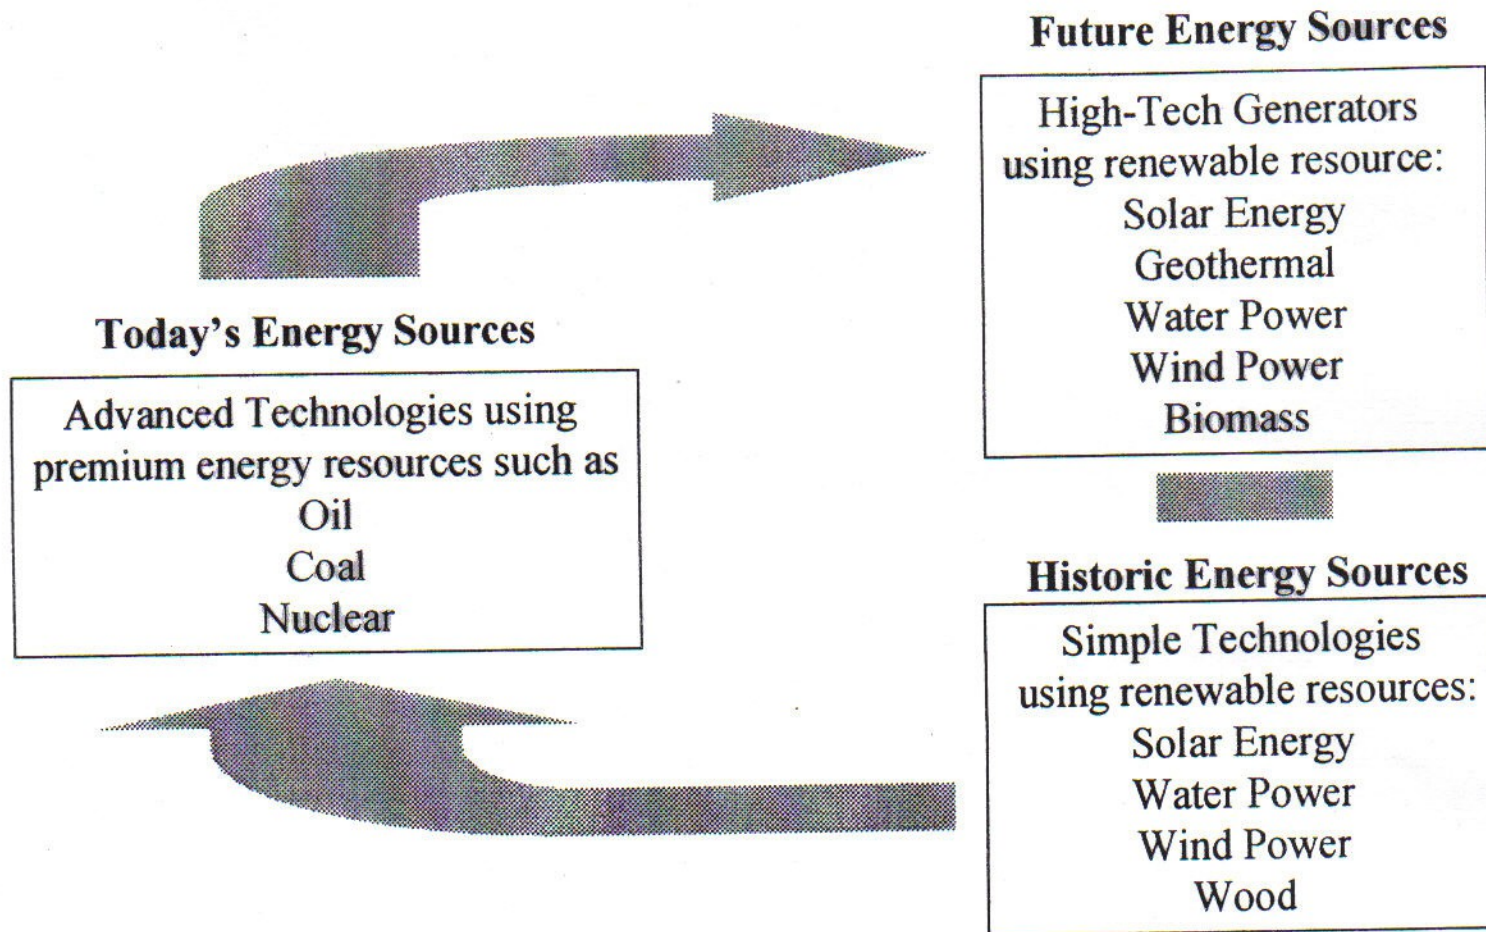 Future Energy Sources
High-Tech Generators
using renewable resource:
Solar Energy
Geothermal
Water Power
Wind Power
Biomass
Today's Energy Sources
Advanced Technologies using
premium energy resources such as
Oil
Coal
Nuclear
Historic Energy Sources
Simple Technologies
using renewable resources:
Solar Energy
Water Power
Wind Power
Wood